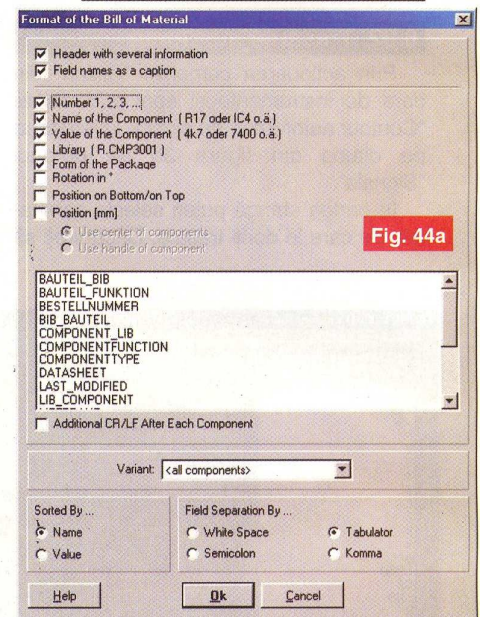 Format of the Bill of Material
Header with several information
Field names as a caption
Number 1, 2, 3, ...
Name of the Component ( R17 oder IC4 o.ä.)
Value of the Component ( 4k7 oder 7400 o.ä.)
Library ( R.CMP3001 )
Form of the Package
Rotation in °
Position on Bottom/on Top
Position [mm]
Use center of components
Use handle of component
Fig. 44a
BAUTEIL_BIB
BAUTEIL_FUNKTION
BESTELLNUMMER
BIB_BAUTEIL
COMPONENT_LIB
COMPONENTFUNCTION
COMPONENTTYPE
DATASHEET
LAST_MODIFIED
LIB_COMPONENT
Additional CR/LF After Each Component
Variant: <all components>
Sorted By ...
Name
Value
Field Separation By ...
White Space
Tabulator
Semicolon
Komma
Help
Ok
Cancel